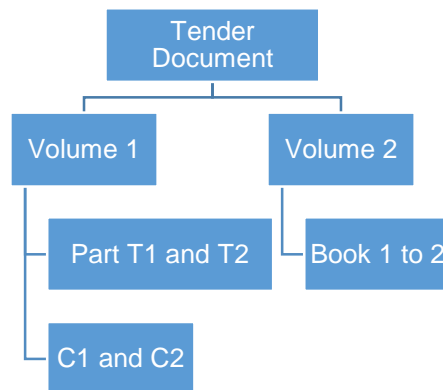 Tender
Document
Volume 1
Volume 2
Part T1 and T2
Book 1 to 2
C1 and C2